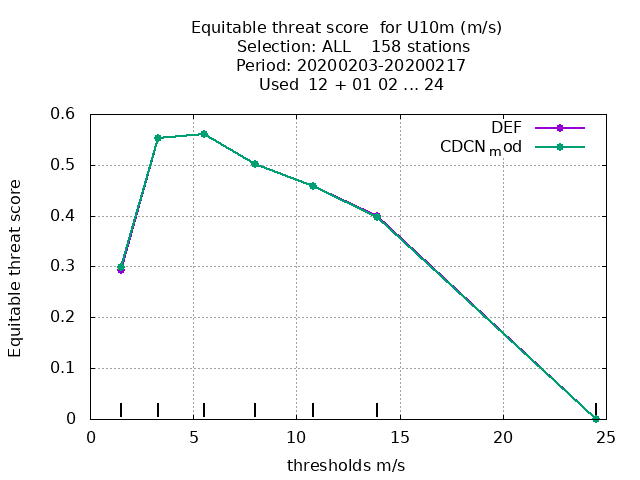 Equitable threat score  for U10m (m/s)
Selection: ALL    158 stations
Period: 20200203-20200217
Used  12 + 01 02 ... 24
DEF
CDCN_mod
0.6
0.5
0.4
0.3
0.2
0.1
0
Equitable threat score
0 5 10 15 20 25
thresholds m/s